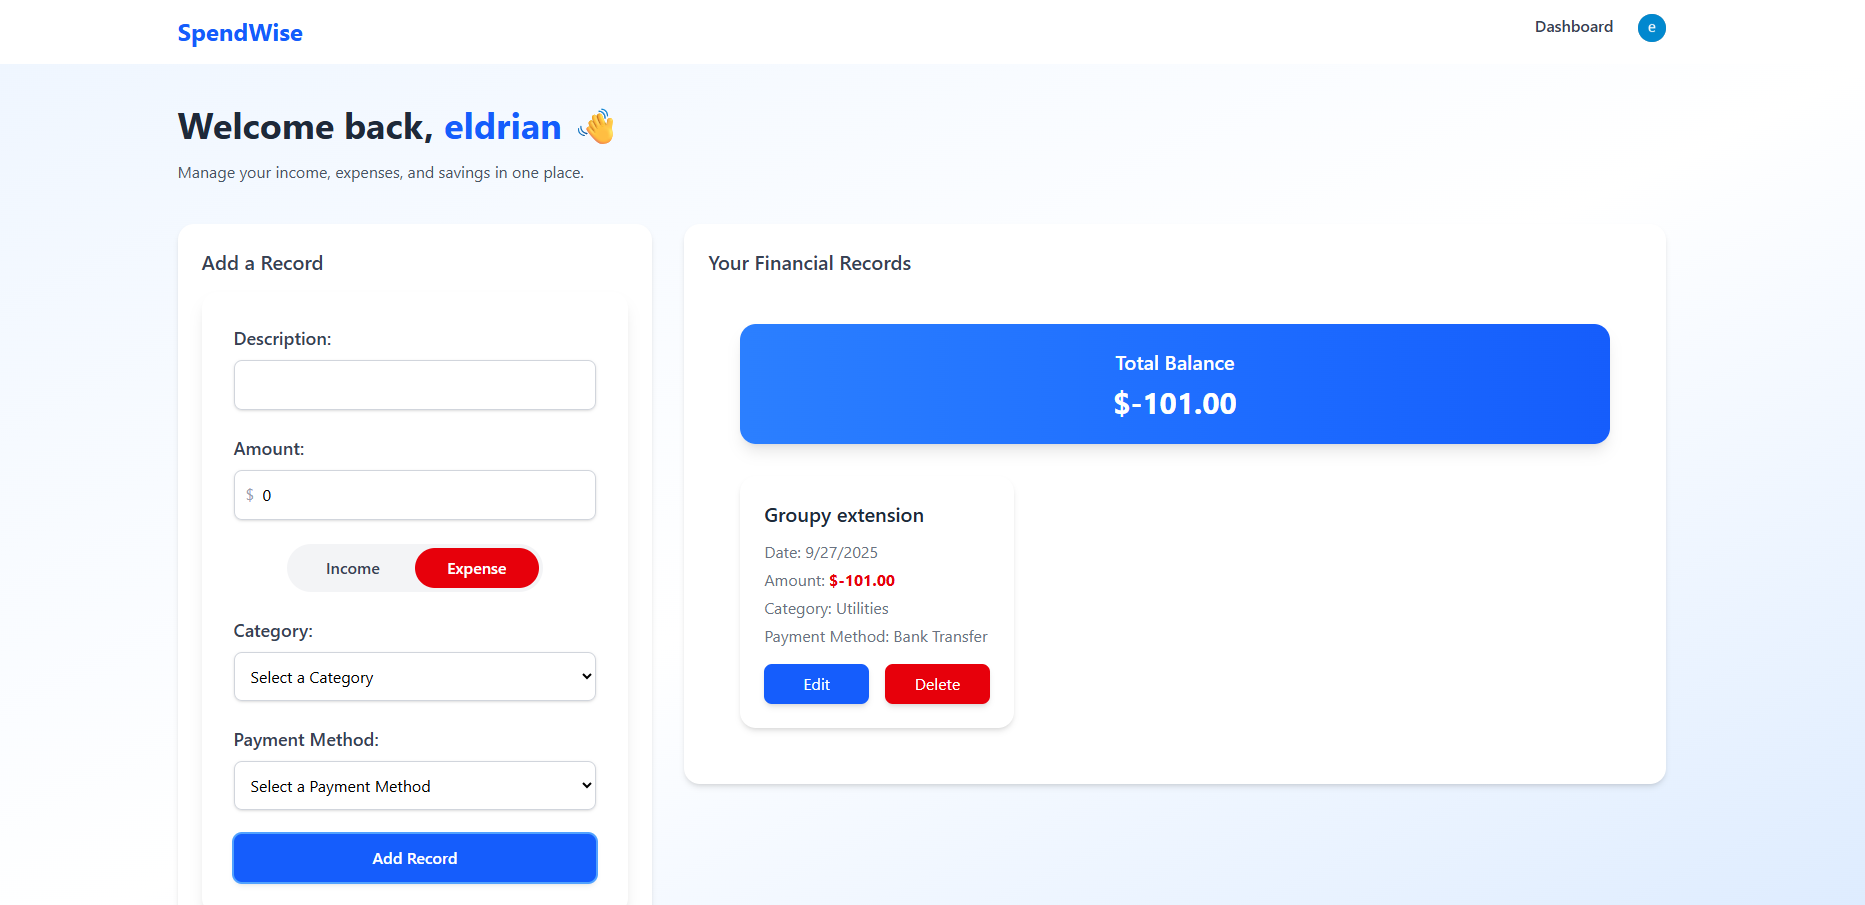 SpendWise
Dashboard
e
Welcome back, eldrian 👋
Manage your income, expenses, and savings in one place.
Add a Record
Description:
Amount:
$ 0
Income
Expense
Category:
Select a Category
Payment Method:
Select a Payment Method
Add Record
Your Financial Records
Total Balance
$-101.00
Groupy extension
Date: 9/27/2025
Amount: $-101.00
Category: Utilities
Payment Method: Bank Transfer
Edit
Delete